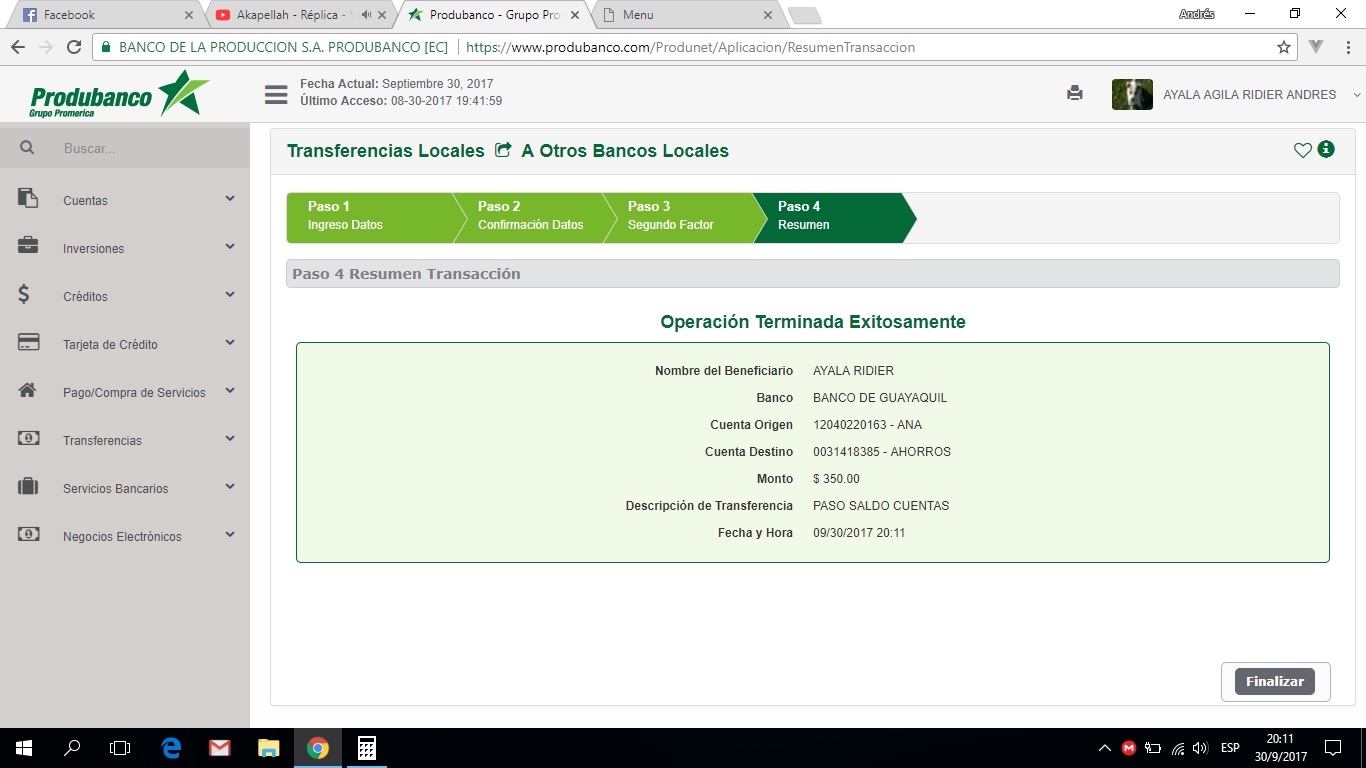 Facebook
Akapellah - Réplica -
Produbanco - Grupo Pro
Menu
Andrés
BANCO DE LA PRODUCCION S.A. PRODUBANCO [EC]
https://www.produbanco.com/Produnet/Aplicacion/ResumenTransaccion
Produbanco
Grupo Promerica
Fecha Actual: Septiembre 30, 2017
Último Acceso: 08-30-2017 19:41:59
AYALA AGILA RIDIER ANDRES
Buscar...
Cuentas
Inversiones
Créditos
Tarjeta de Crédito
Pago/Compra de Servicios
Transferencias
Servicios Bancarios
Negocios Electrónicos
Transferencias Locales A Otros Bancos Locales
Paso 1
Ingreso Datos
Paso 2
Confirmación Datos
Paso 3
Segundo Factor
Paso 4
Resumen
Paso 4 Resumen Transacción
Operación Terminada Exitosamente
Nombre del Beneficiario AYALA RIDIER
Banco BANCO DE GUAYAQUIL
Cuenta Origen 12040220163 - ANA
Cuenta Destino 0031418385 - AHORROS
Monto $ 350.00
Descripción de Transferencia PASO SALDO CUENTAS
Fecha y Hora 09/30/2017 20:11
Finalizar
ESP
20:11
30/9/2017